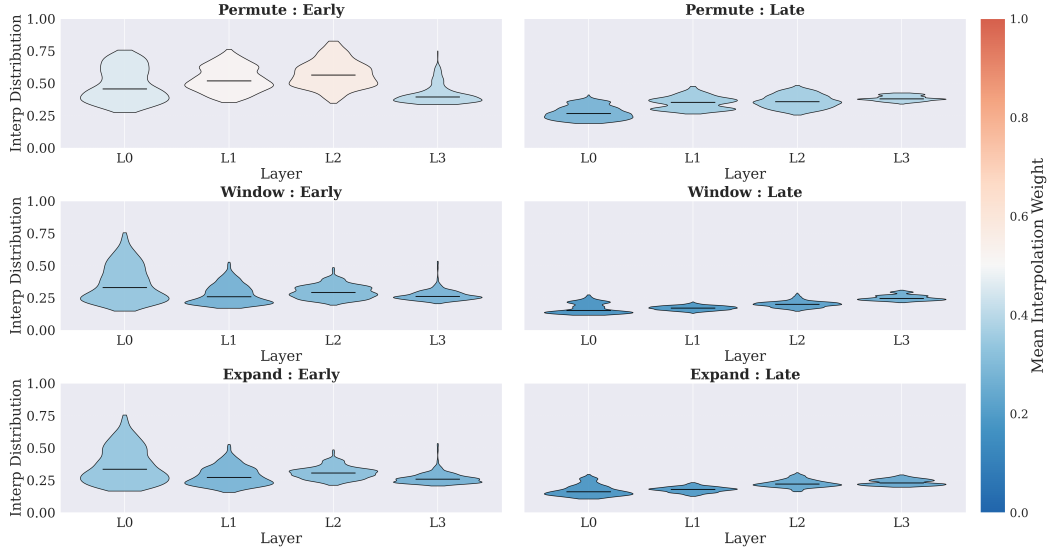 Permute : Early
Permute : Late
1.00
0.75
0.50
0.25
0.00
Interp Distribution
L0 L1 L2 L3
Layer
L0 L1 L2 L3
Layer
Window : Early
Window : Late
1.00
0.75
0.50
0.25
0.00
Interp Distribution
L0 L1 L2 L3
Layer
L0 L1 L2 L3
Layer
Expand : Early
Expand : Late
1.00
0.75
0.50
0.25
0.00
Interp Distribution
L0 L1 L2 L3
Layer
L0 L1 L2 L3
Layer
1.0
0.8
0.6
0.4
0.2
0.0
Mean Interpolation Weight